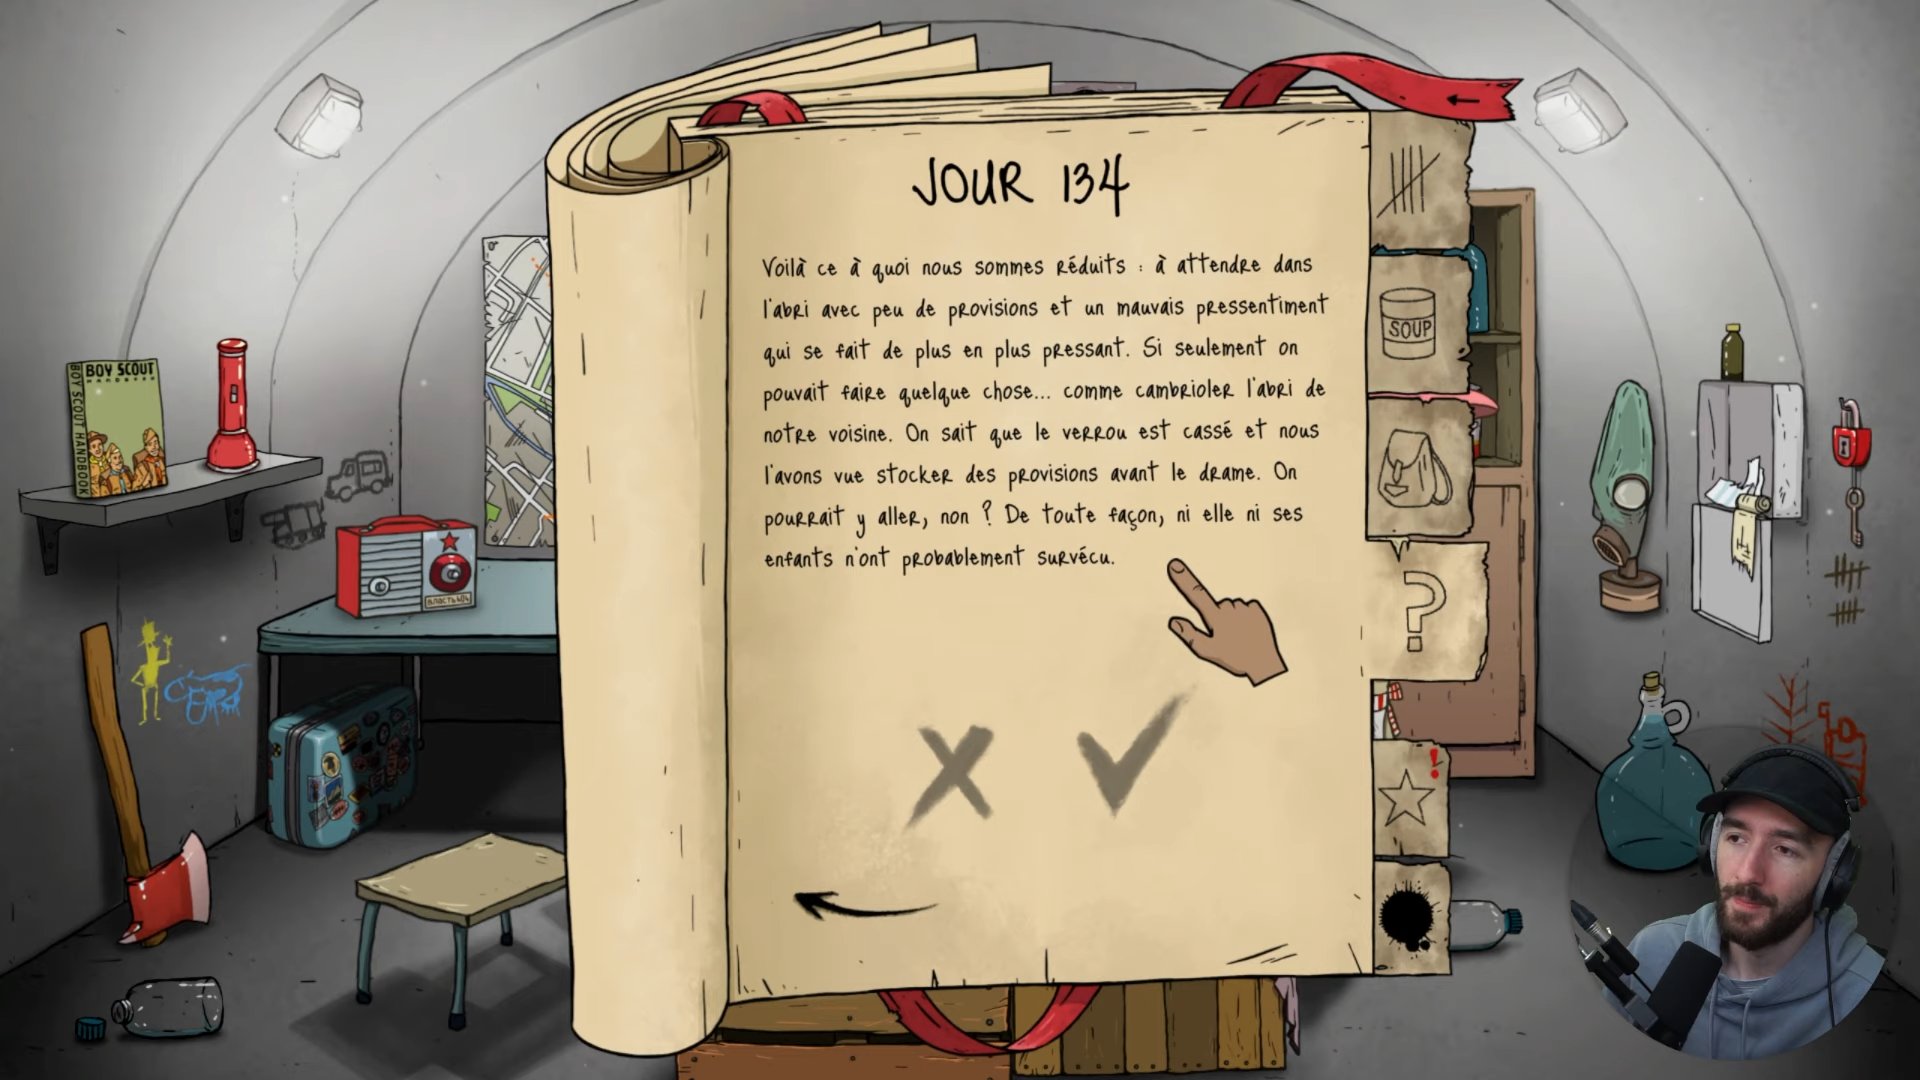 JOUR 134
Voilà ce à quoi nous sommes réduits : à attendre dans
l'abri avec peu de provisions et un mauvais pressentiment
qui se fait de plus en plus pressant. Si seulement on
pouvait faire quelque chose... comme cambrioler l'abri de
notre voisine. On sait que le verrou est cassé et nous
l'avons vue stocker des provisions avant le drame. On
pourrait y aller, non ? De toute façon, ni elle ni ses
enfants n'ont probablement survécu.
BOY SCOUT
HANDBOOK
BOY SCOUT HANDBOOK
SOUP